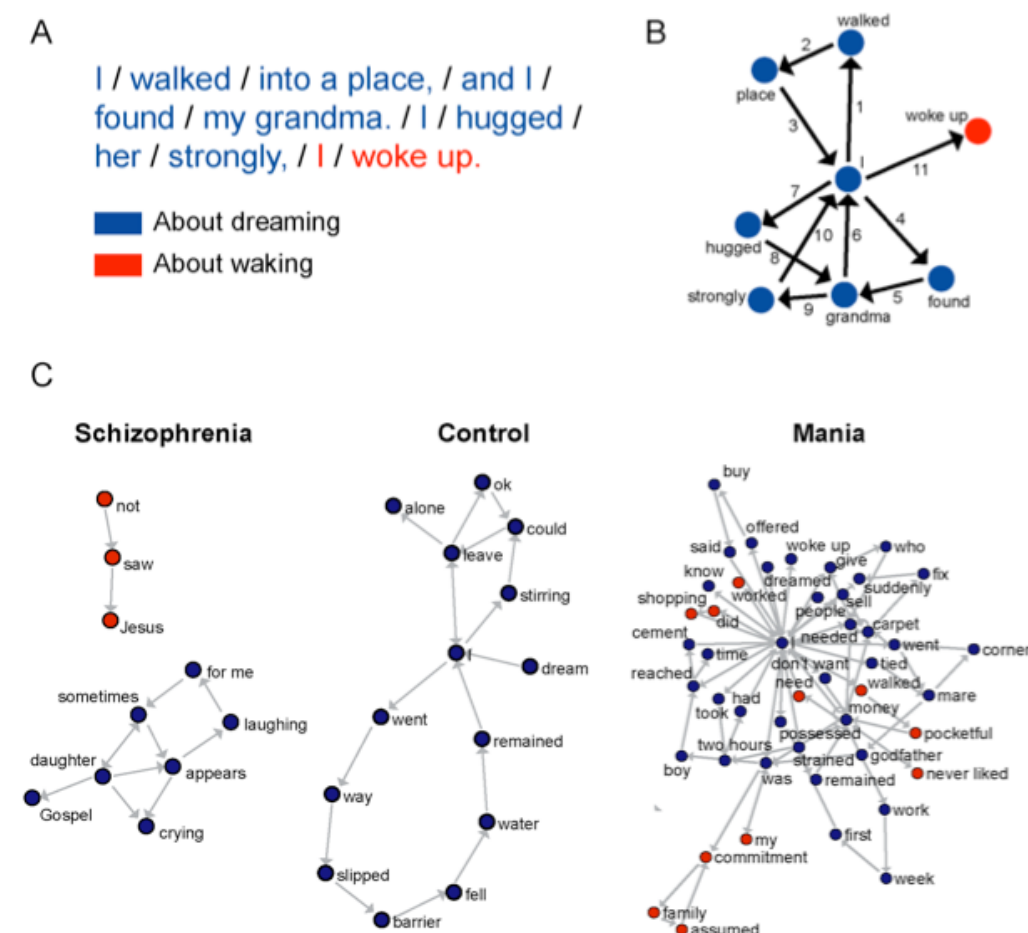 A
I / walked / into a place, / and I /
found / my grandma. / I / hugged /
her / strongly, / I / woke up.
About dreaming
About waking
B
walked
2
place
1
3
woke up
I
11
7
4
hugged
10
6
8
strongly
9
5
grandma
found
C
Schizophrenia
not
saw
Jesus
for me
sometimes
laughing
daughter
appears
Gospel
crying
Control
ok
alone
could
leave
stirring
I
dream
went
remained
way
water
slipped
fell
barrier
Mania
buy
offered
said
woke up
who
give
know
dreamed
suddenly
fix
worked
shopping
sell
people
did
carpet
cement
needed
went
corner
time
don't want
tied
reached
need
walked
had
mare
took
money
possessed
pocketful
two hours
strained
godfather
boy
was
remained
never liked
work
first
my
commitment
week
family
assumed